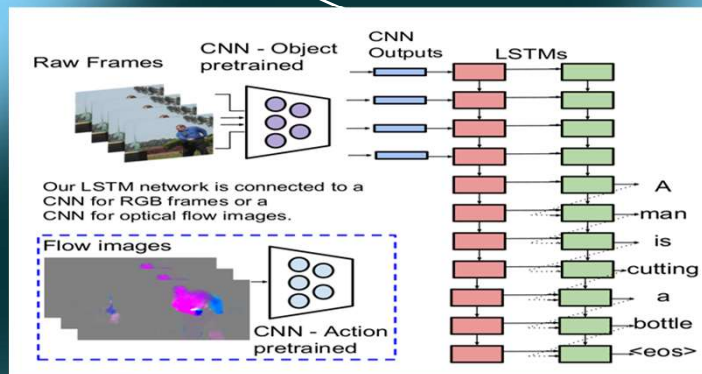 Raw Frames
CNN - Object
pretrained
CNN
Outputs
LSTMs
Our LSTM network is connected to a
CNN for RGB frames or a
CNN for optical flow images.
Flow images
CNN - Action
pretrained
A
man
is
cutting
a
bottle
<eos>